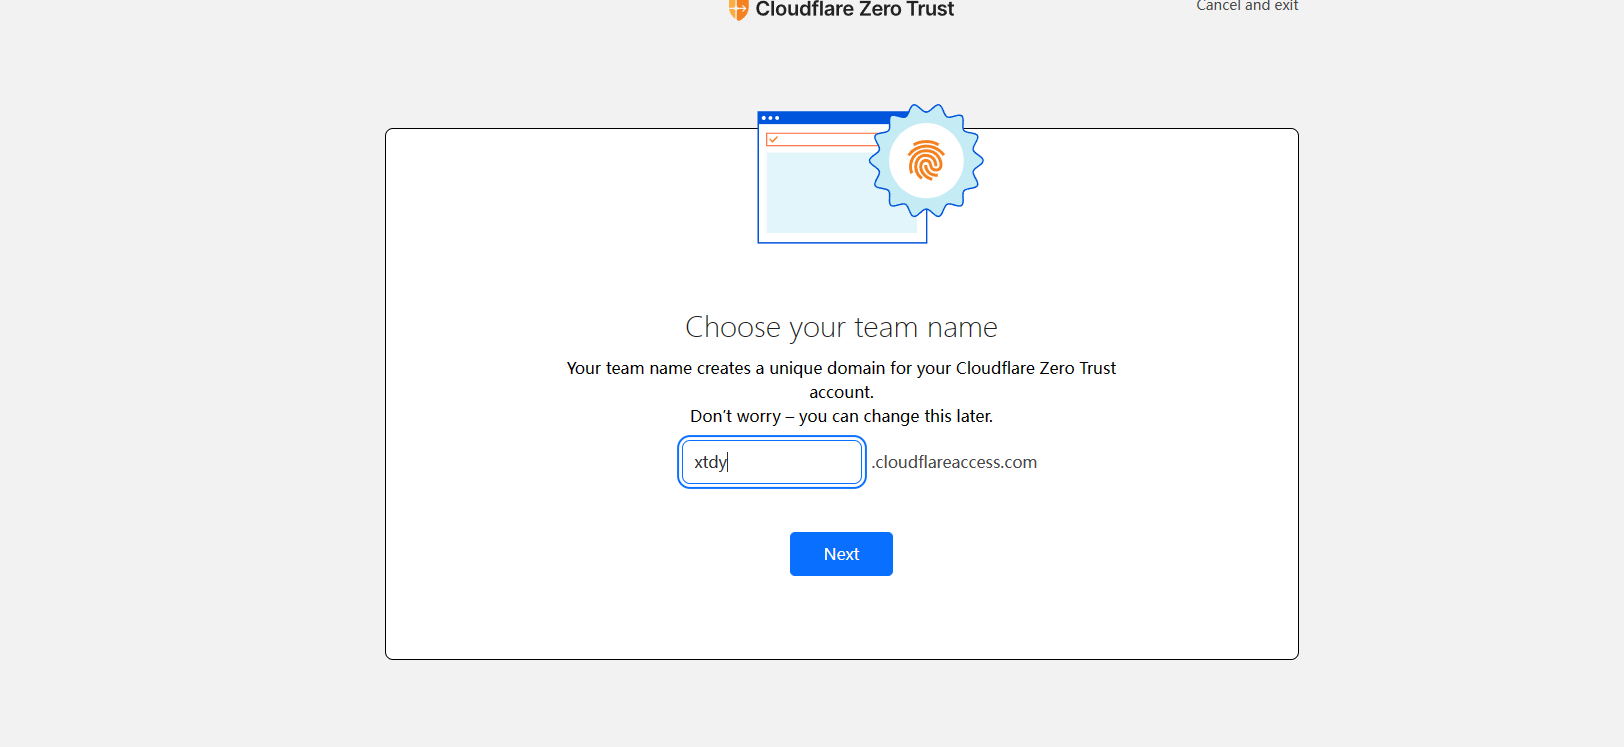 Cloudflare Zero Trust
Cancel and exit
Choose your team name
Your team name creates a unique domain for your Cloudflare Zero Trust
account.
Don't worry – you can change this later.
xtdy .cloudflareaccess.com
Next